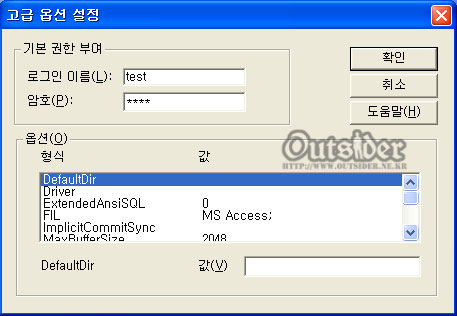 고급 옵션 설정
기본 권한 부여
로그인 이름(L): test
암호(P): ****
확인
취소
도움말(H)
옵션(O)
Outsider
HTTP://WWW.OUTSIDER.NE.KR
형식 값
DefaultDir
Driver
ExtendedAnsiSQL 0
FIL MS Access;
ImplicitCommitSync
MaxBufferSize 2048
DefaultDir 값(V)